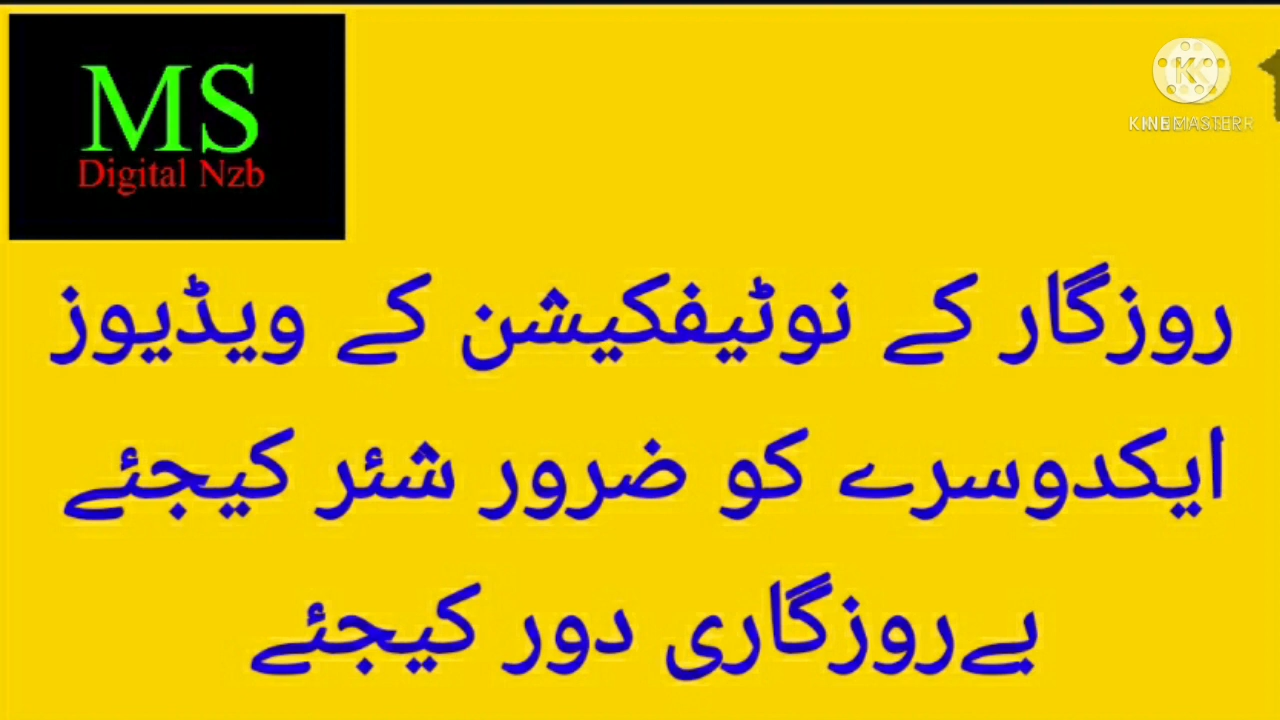 MS
Digital Nzb
KINEMASTER
روزگار کے نوٹیفکیشن کے ویڈیوز
ایکدوسرے کو ضرور شئر کیجئے
بےروزگاری دور کیجئے